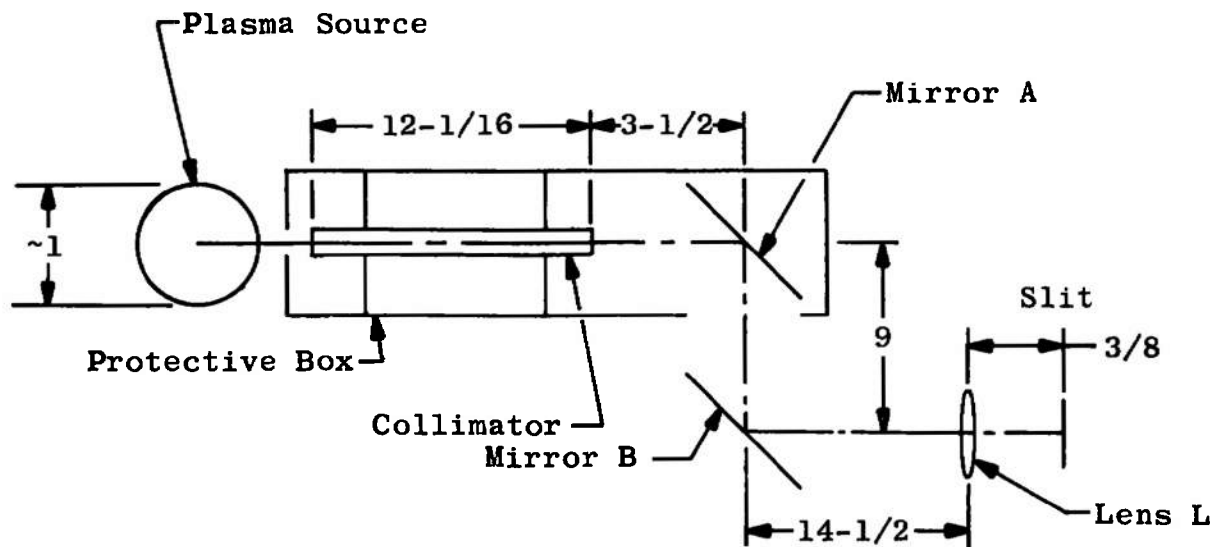 Plasma Source
Mirror A
12-1/16
3-1/2
~1
Slit
9
3/8
Protective Box
Collimator
Mirror B
Lens L
14-1/2